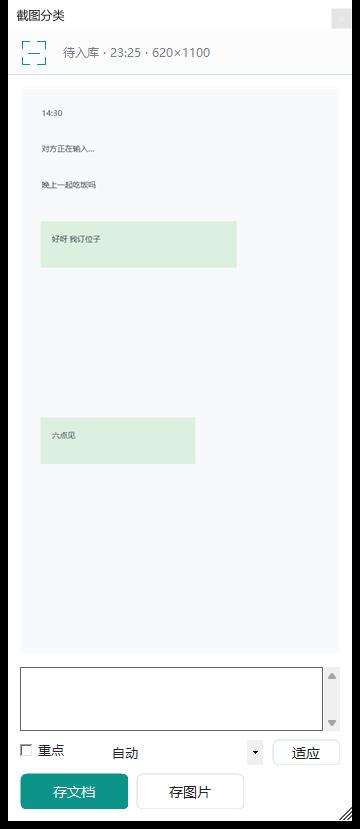 截图分类
待入库 · 23:25 · 620×1100
14:30
对方正在输入...
晚上一起吃饭吗
好呀 我订位子
六点见
重点
自动
适应
存文档
存图片